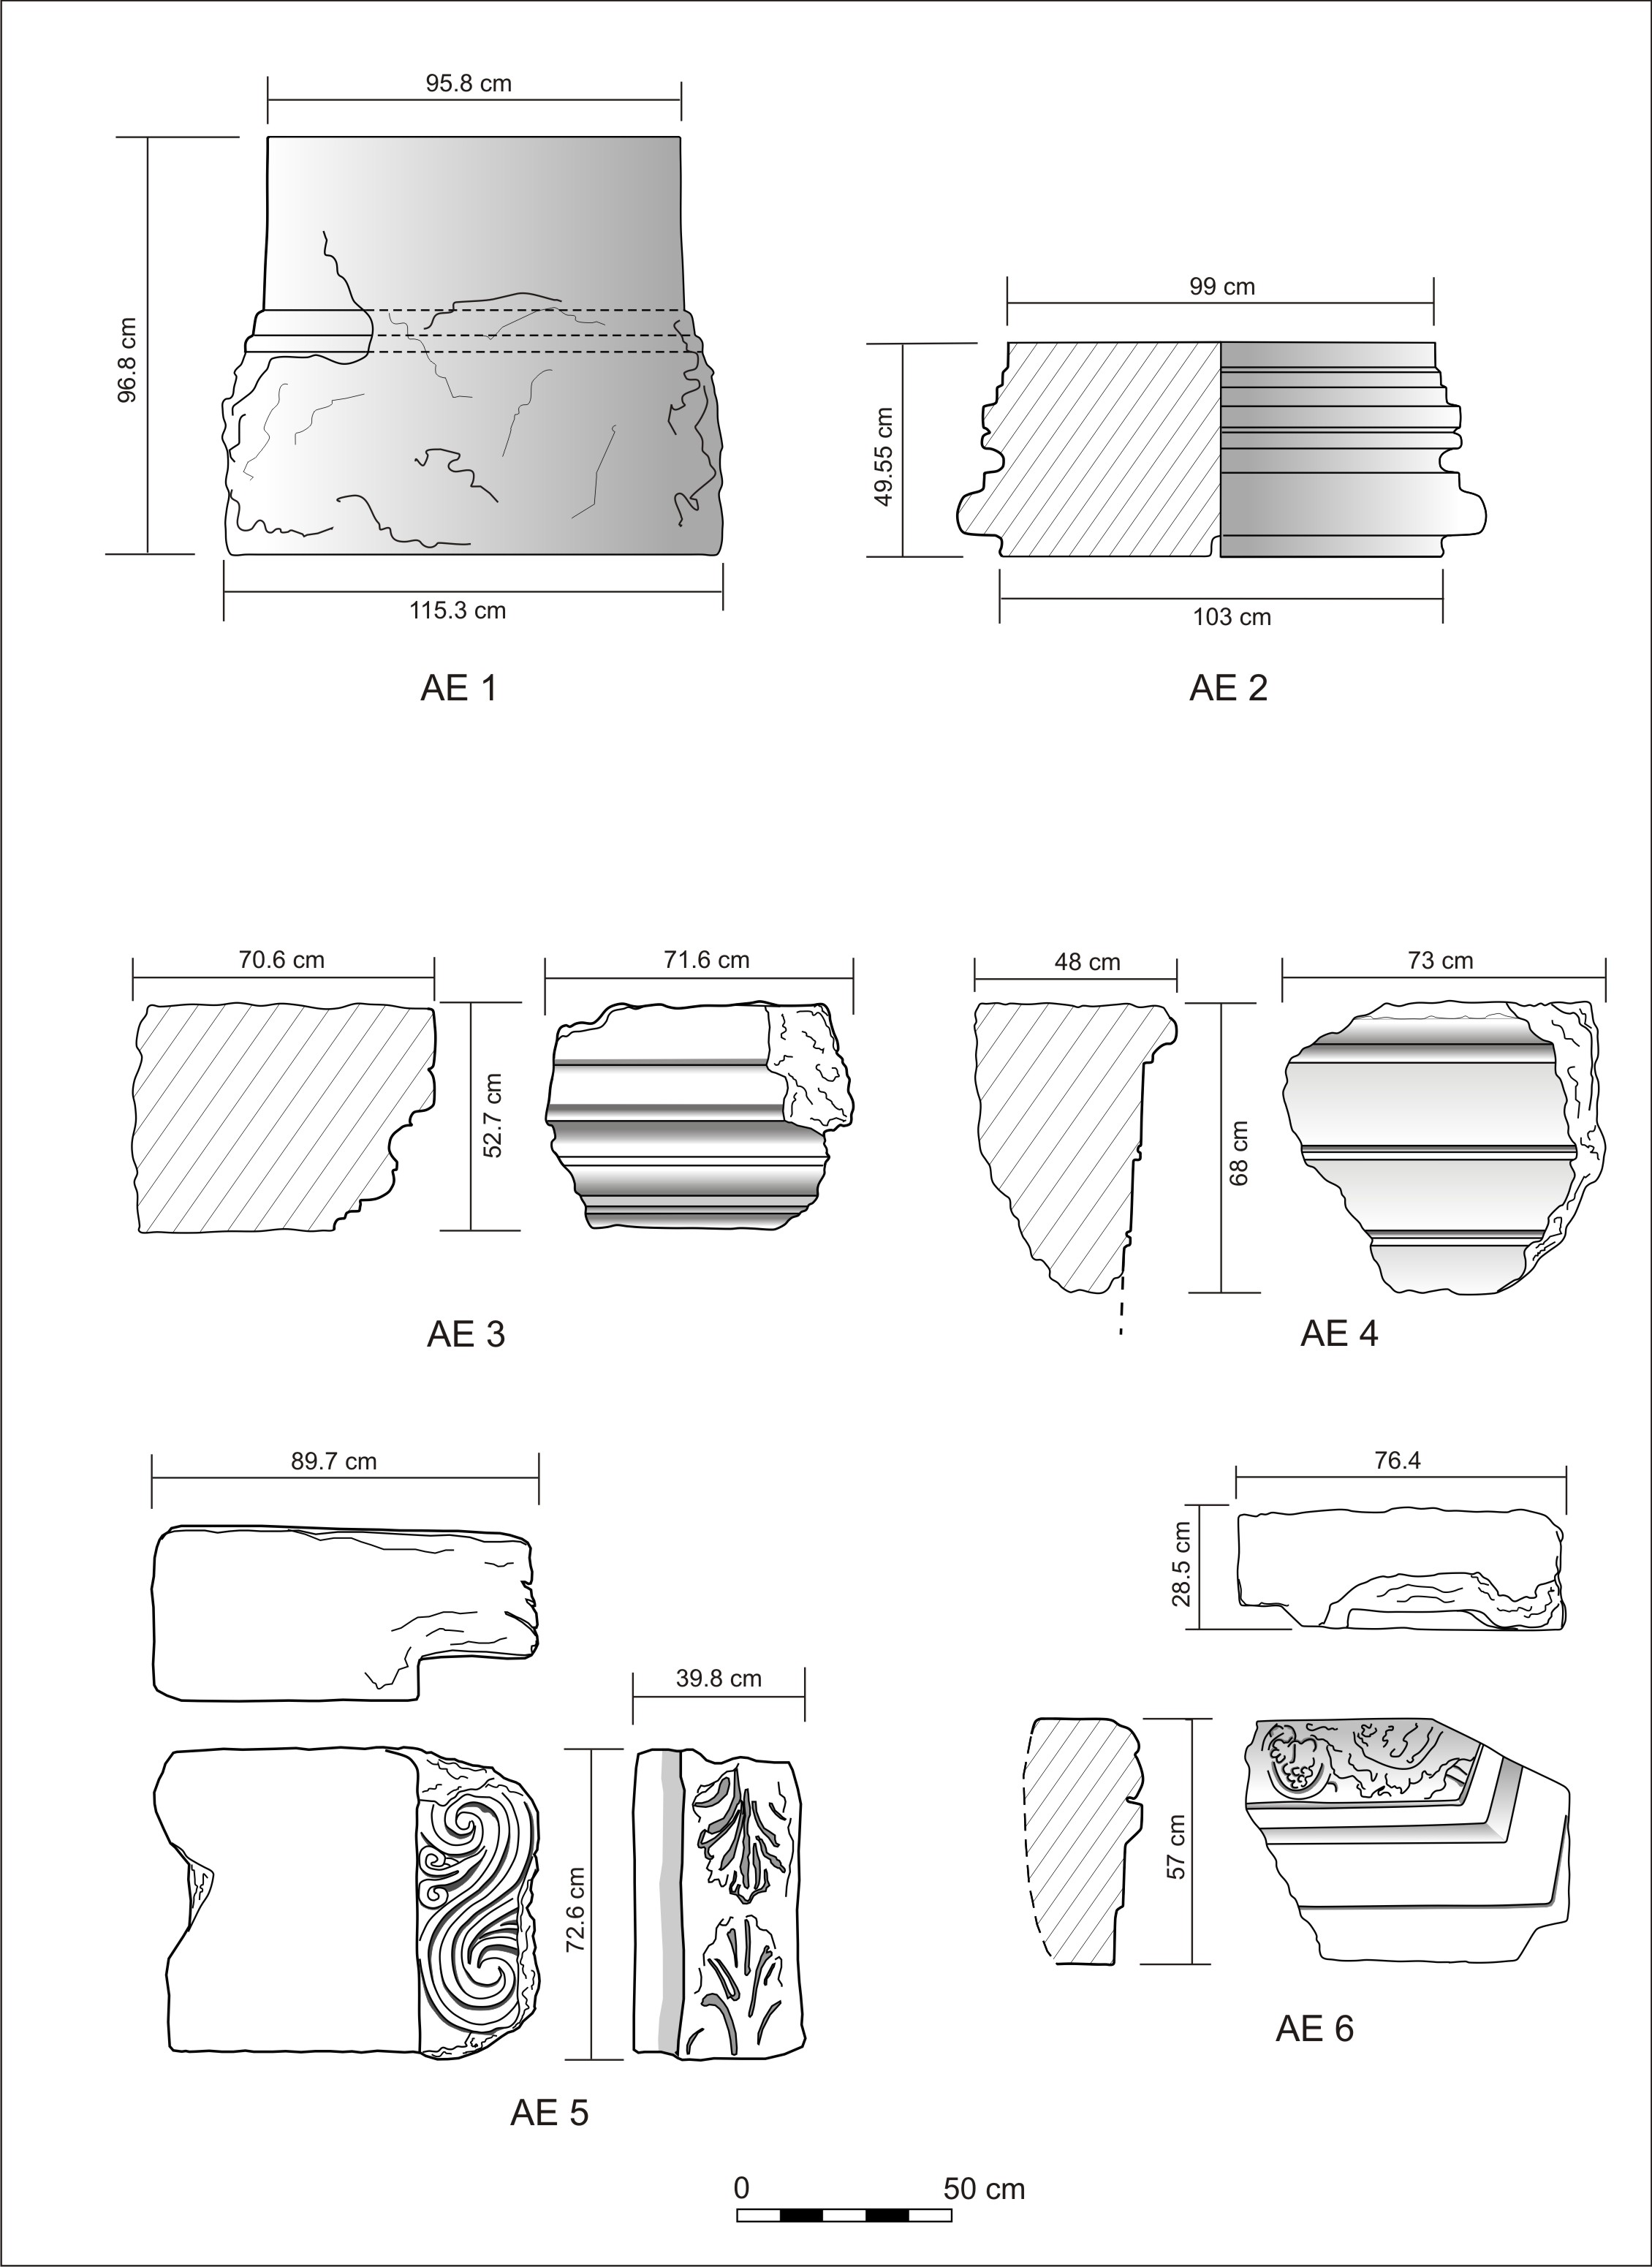 95.8 cm
96.8 cm
115.3 cm
AE 1
99 cm
49.55 cm
103 cm
AE 2
70.6 cm
52.7 cm
71.6 cm
AE 3
48 cm
68 cm
73 cm
AE 4
89.7 cm
39.8 cm
72.6 cm
AE 5
76.4
28.5 cm
57 cm
AE 6
0 50 cm